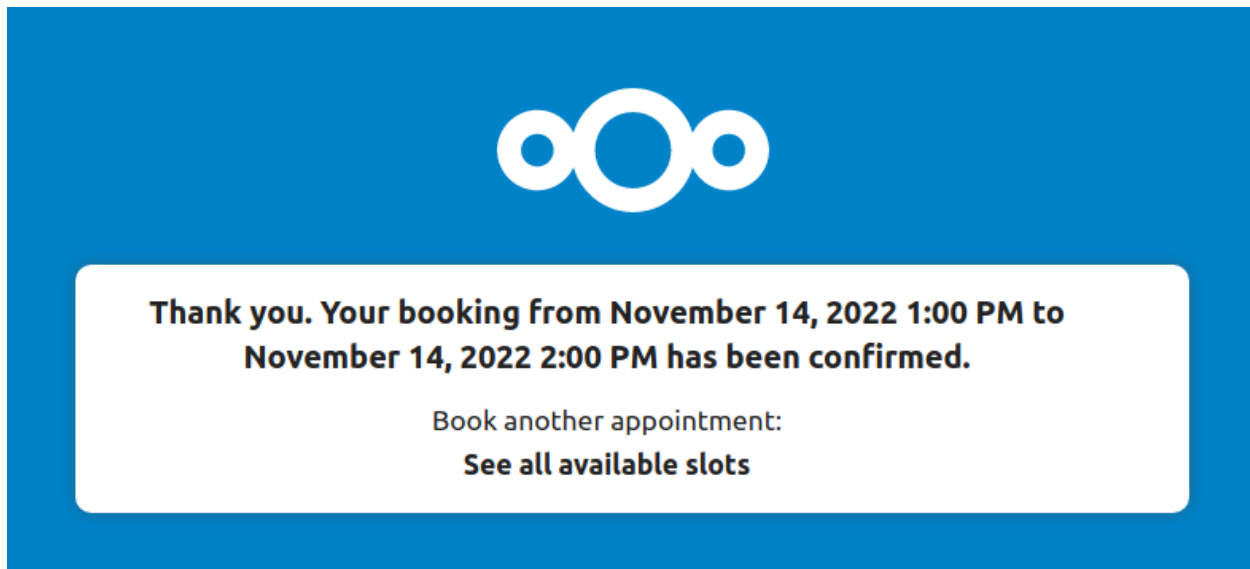 Thank you. Your booking from November 14, 2022 1:00 PM to
November 14, 2022 2:00 PM has been confirmed.
Book another appointment:
See all available slots